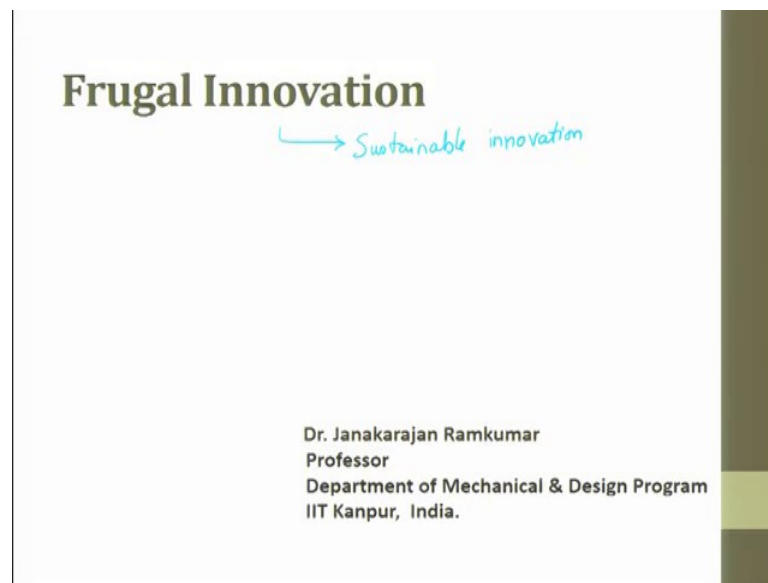 Frugal Innovation
Sustainable innovation
Dr. Janakarajan Ramkumar
Professor
Department of Mechanical & Design Program
IIT Kanpur, India.